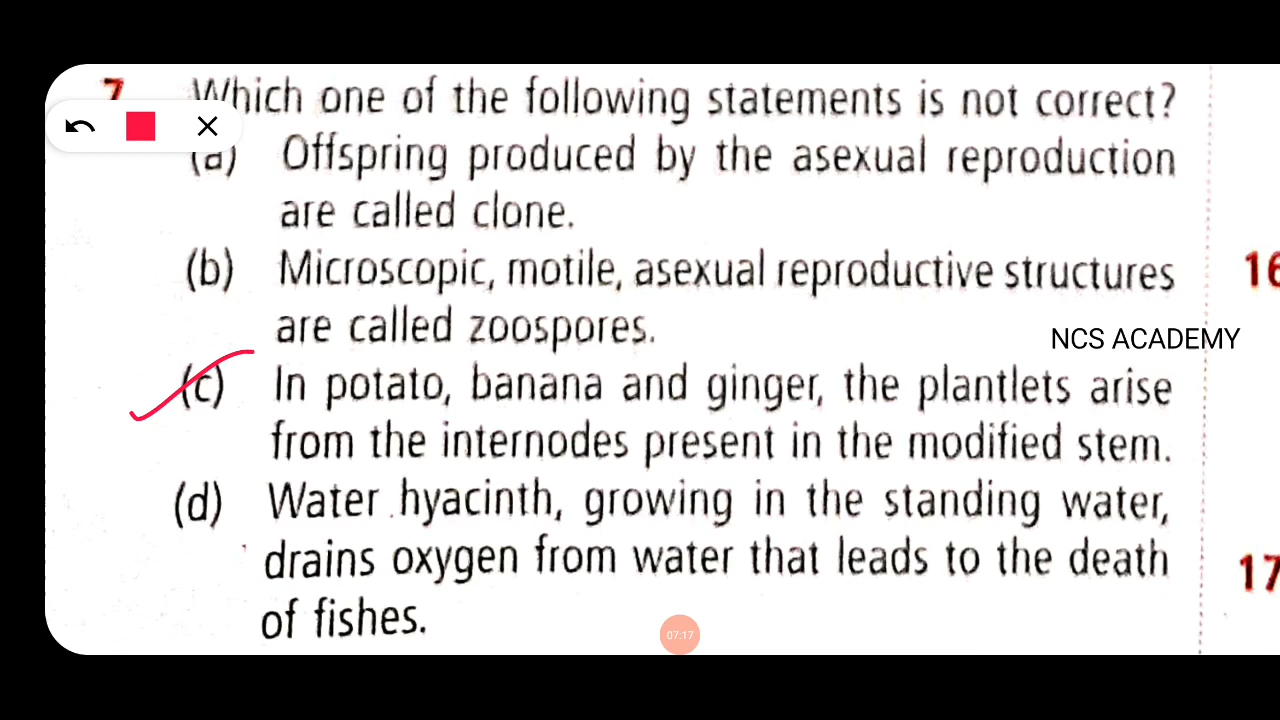 7 Which one of the following statements is not correct?
(a) Offspring produced by the asexual reproduction
are called clone.
(b) Microscopic, motile, asexual reproductive structures
are called zoospores.
(c) In potato, banana and ginger, the plantlets arise
from the internodes present in the modified stem.
(d) Water hyacinth, growing in the standing water,
drains oxygen from water that leads to the death
of fishes.
16
NCS ACADEMY
17
07:17